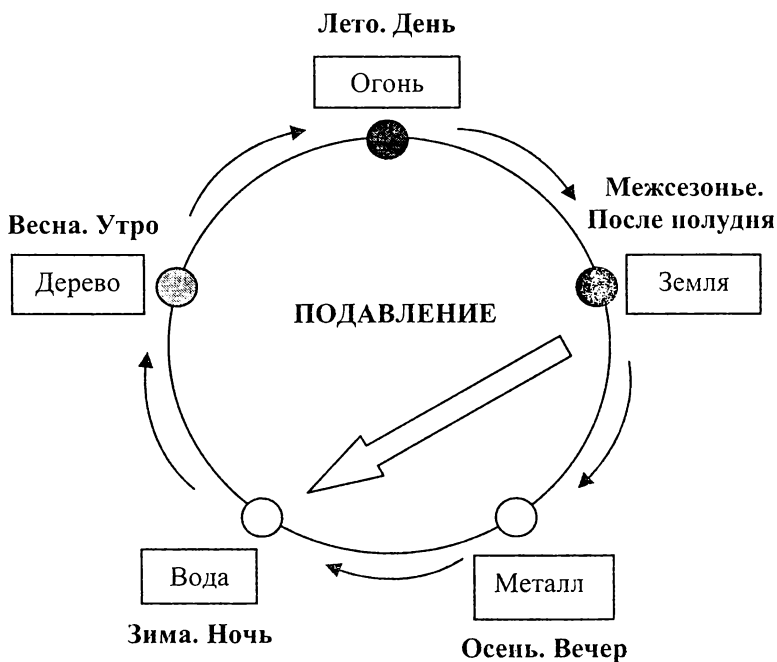 Лето. День
Огонь
Межсезонье.
После полудня
Весна. Утро
Дерево
Земля
ПОДАВЛЕНИЕ
Вода
Металл
Зима. Ночь
Осень. Вечер